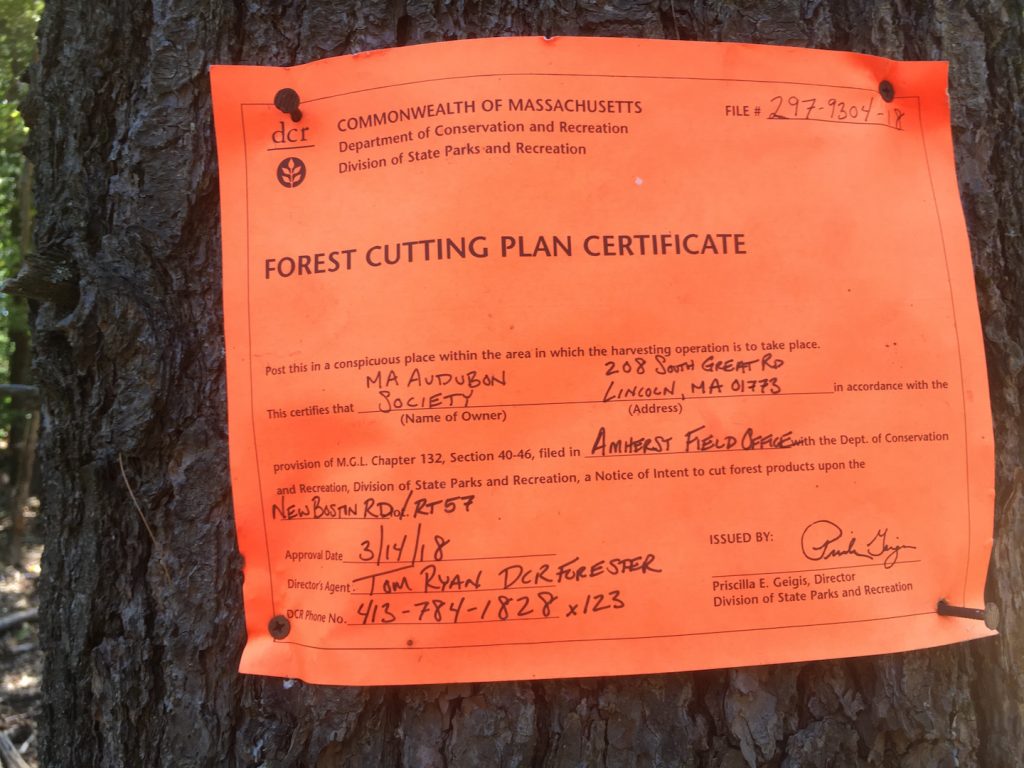 dcr
COMMONWEALTH OF MASSACHUSETTS
Department of Conservation and Recreation
Division of State Parks and Recreation
FILE # 297-9304-18
FOREST CUTTING PLAN CERTIFICATE
Post this in a conspicuous place within the area in which the harvesting operation is to take place.
MA AUDUBON 208 SOUTH GREAT RD
This certifies that SOCIETY LINCOLN, MA 01773 in accordance with the
(Name of Owner) (Address)
provision of M.G.L. Chapter 132, Section 40-46, filed in AMHERST FIELD OFFICE with the Dept. of Conservation
and Recreation, Division of State Parks and Recreation, a Notice of Intent to cut forest products upon the
NEW BOSTON RD / RT 57
Approval Date 3/14/18
Director's Agent. TOM RYAN DCR FORESTER
DCR Phone No. 413-784-1828 x123
ISSUED BY:
Priscilla E. Geigis, Director
Division of State Parks and Recreation